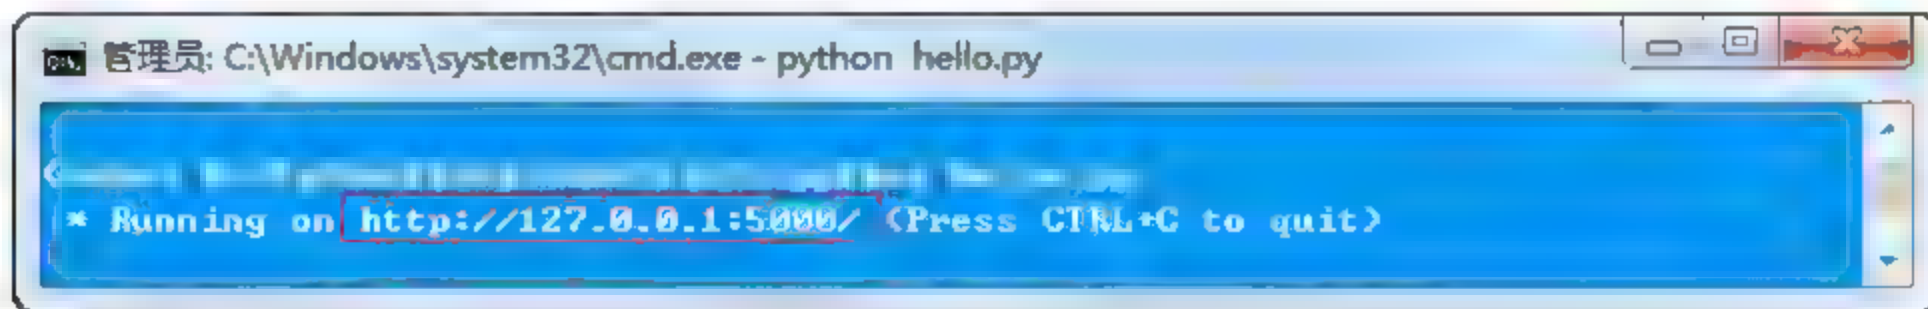 管理员: C:\Windows\system32\cmd.exe - python hello.py
* Running on http://127.0.0.1:5000/ (Press CTRL+C to quit)